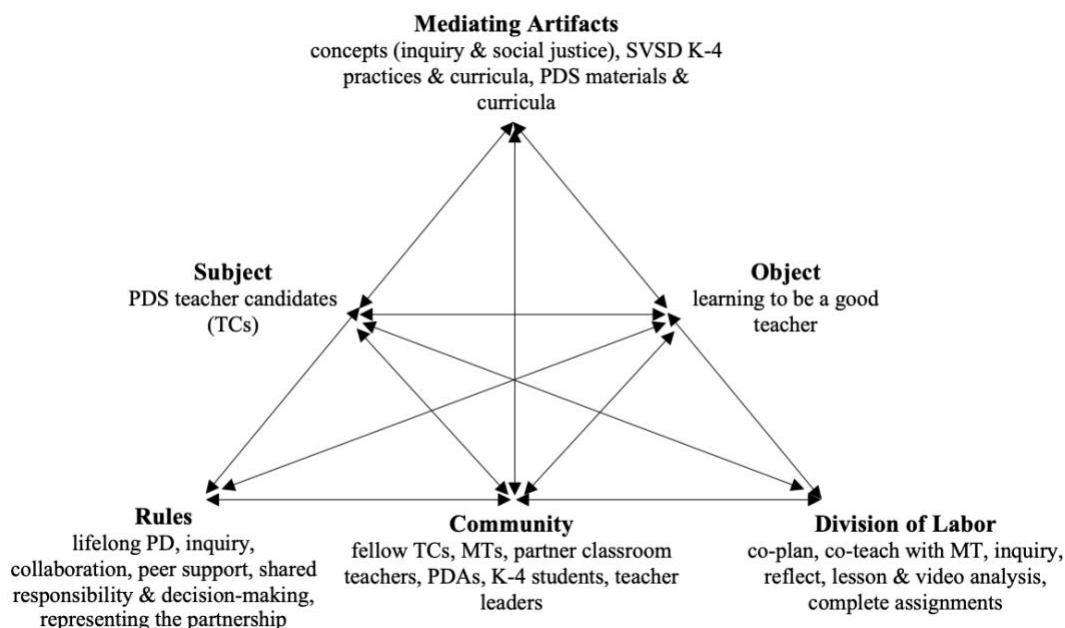 Mediating Artifacts
concepts (inquiry & social justice), SVSD K-4
practices & curricula, PDS materials &
curricula
Subject
PDS teacher candidates
(TCs)
Object
learning to be a good
teacher
Rules
lifelong PD, inquiry,
collaboration, peer support, shared
responsibility & decision-making,
representing the partnership
Community
fellow TCs, MTs, partner classroom
teachers, PDAs, K-4 students, teacher
leaders
Division of Labor
co-plan, co-teach with MT, inquiry,
reflect, lesson & video analysis,
complete assignments